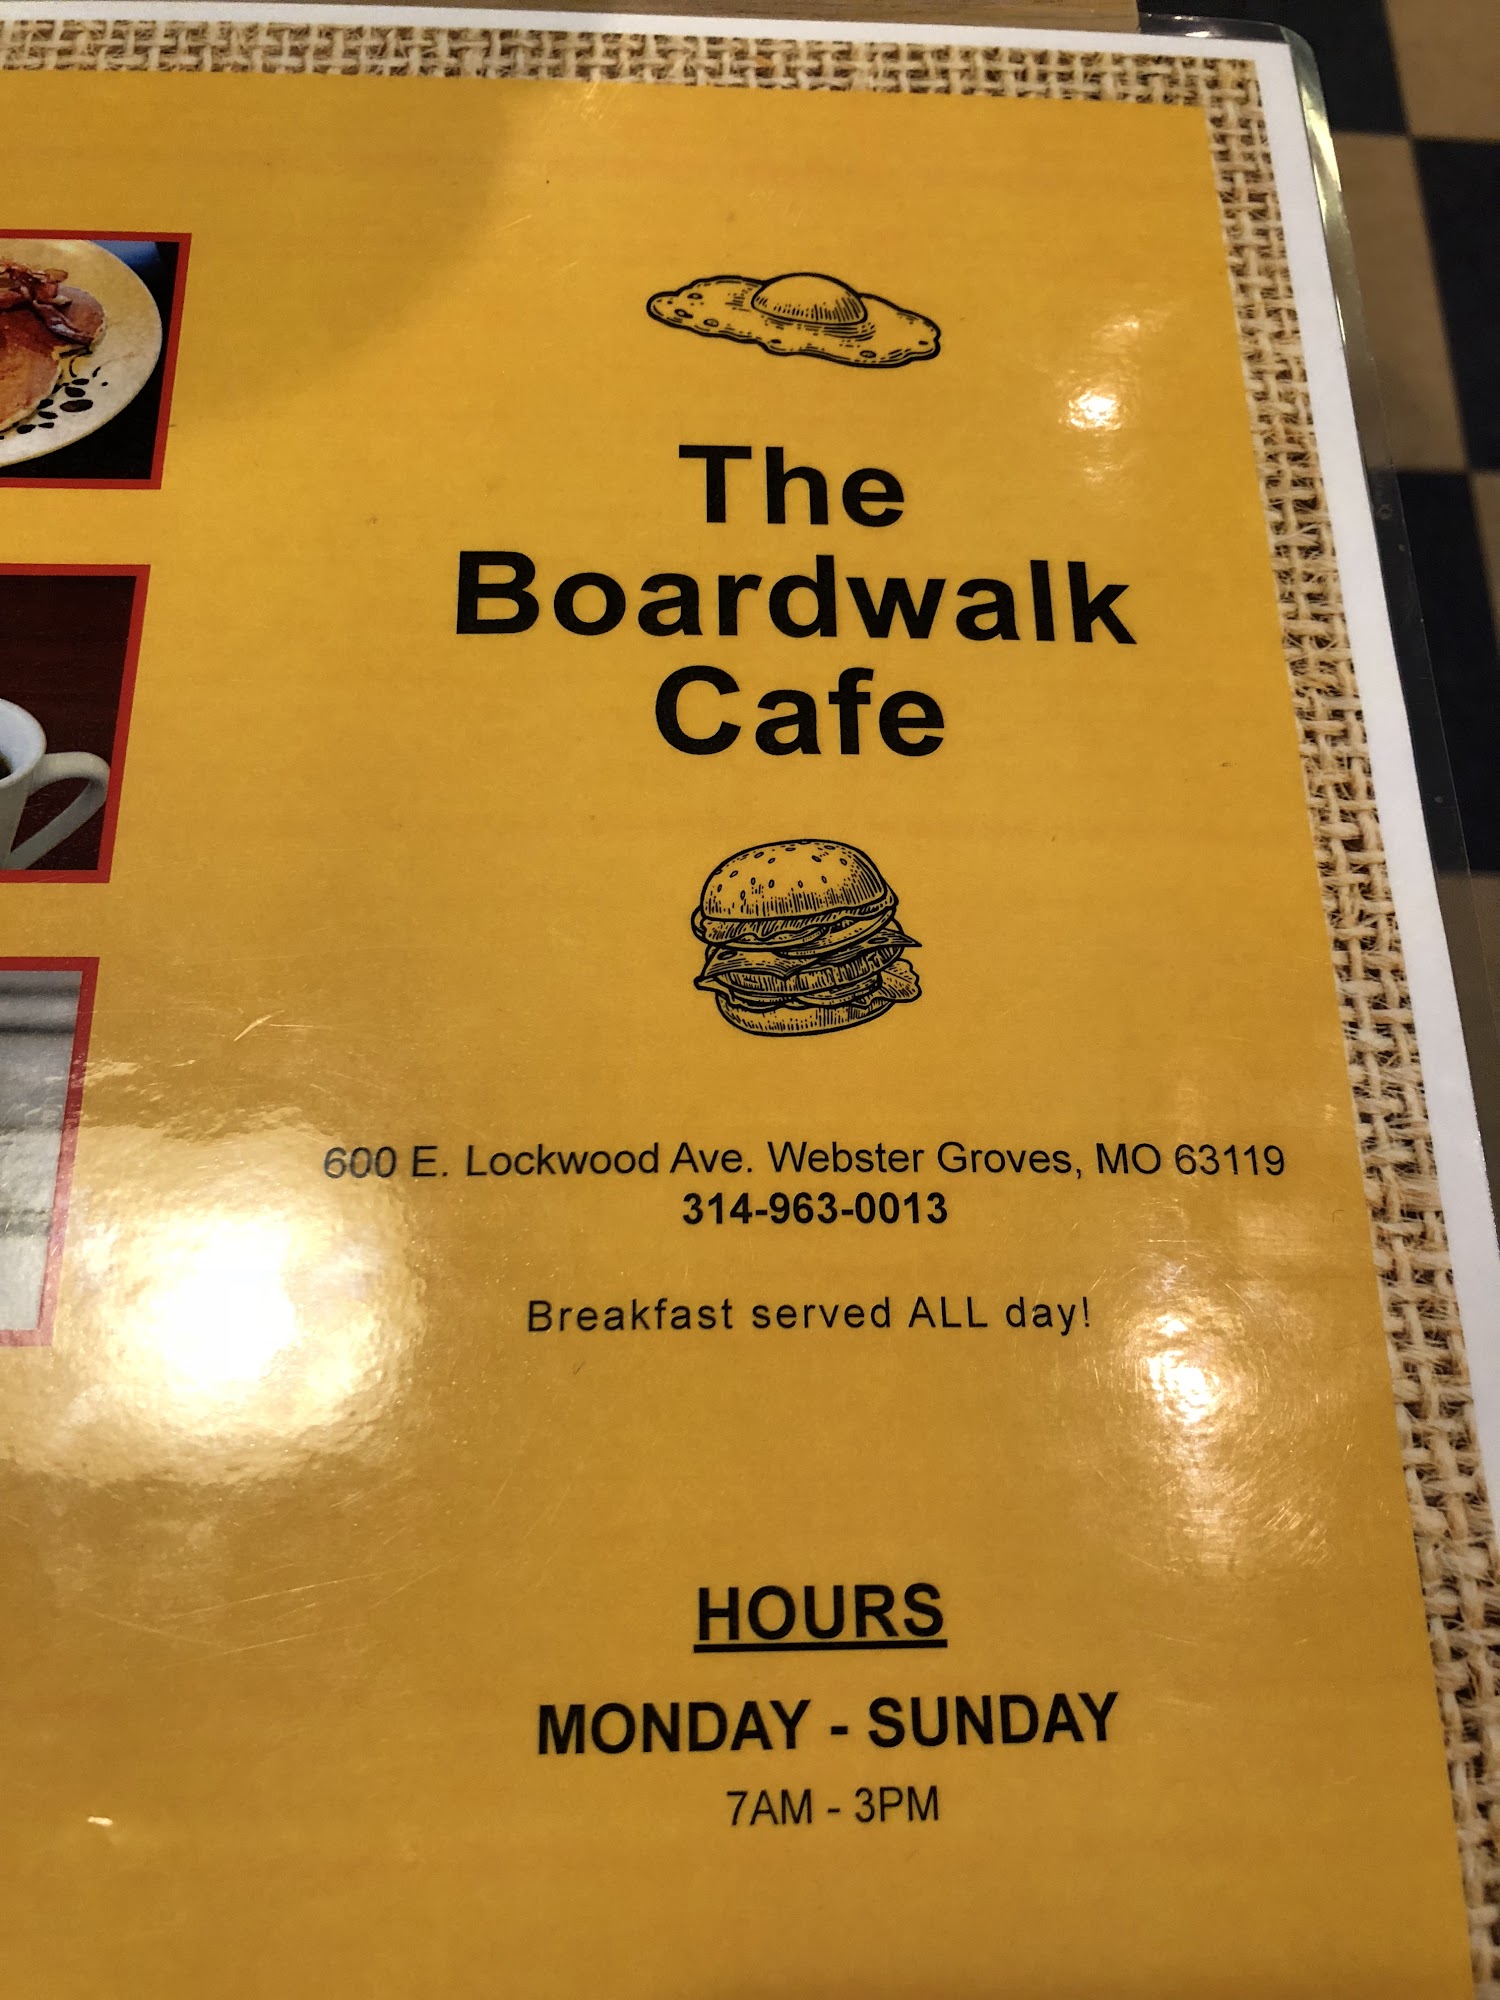 The
Boardwalk
Cafe
600 E. Lockwood Ave. Webster Groves, MO 63119
314-963-0013
Breakfast served ALL day!
HOURS
MONDAY - SUNDAY
7AM - 3PM